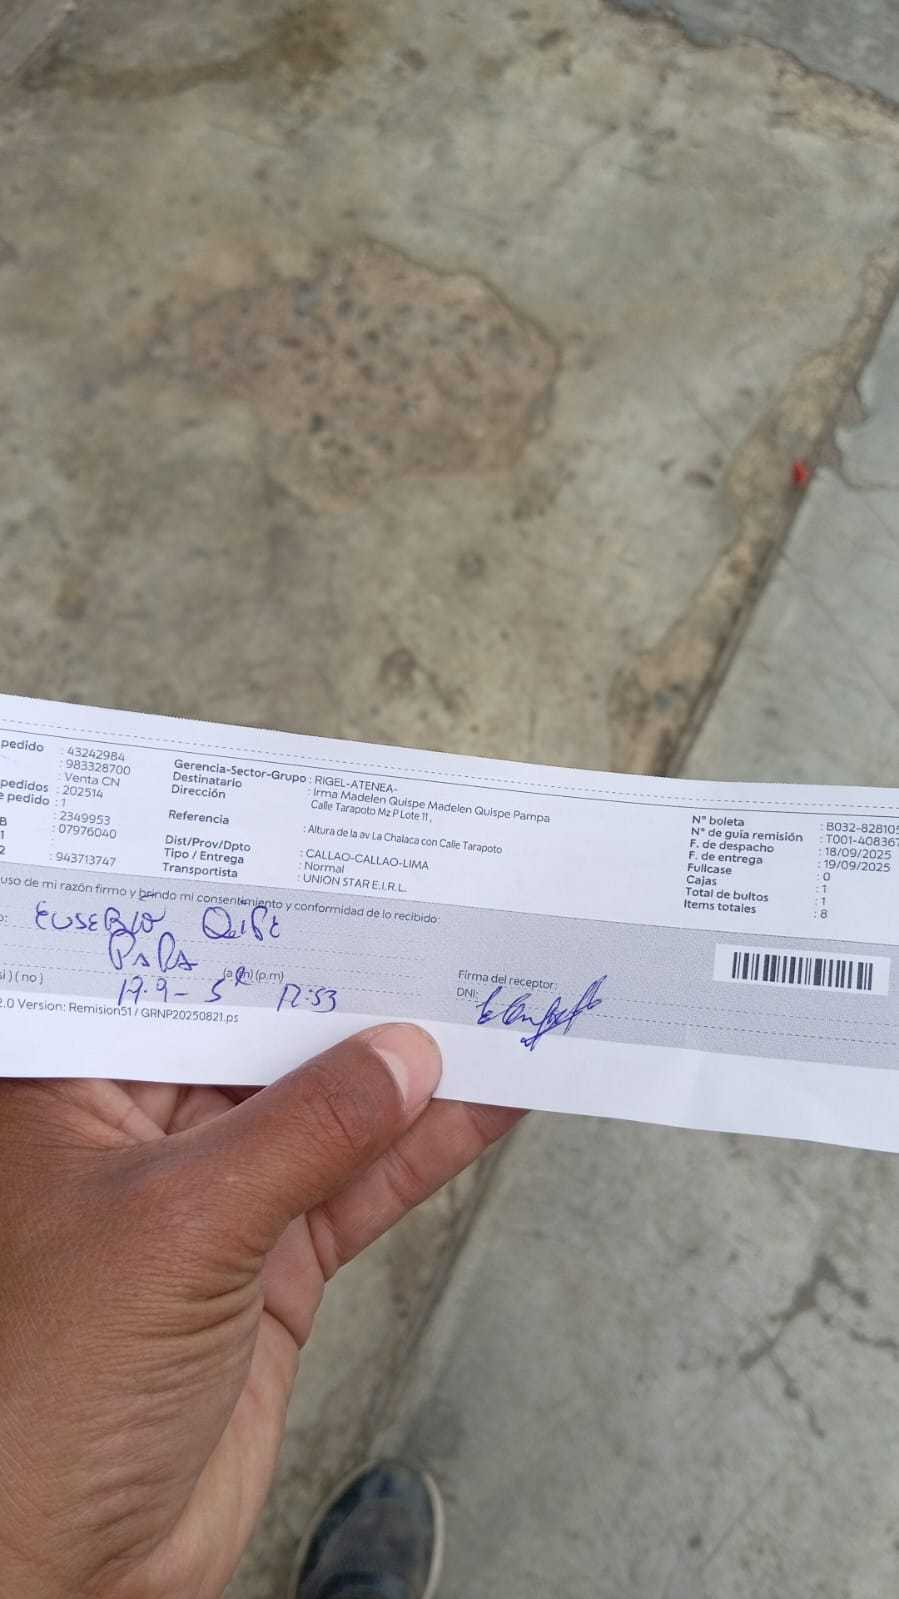 pedido : 43242984
: 983328700
: Venta CN
pedidos : 202514
e pedido : 1
B : 2349953
1 : 07976040
2 : 943713747
Gerencia-Sector-Grupo : RIGEL-ATENEA-
Destinatario : Irma Madelen Quispe Madelen Quispe Pampa
Dirección Calle Tarapoto Mz P Lote 11 ,
Referencia : Altura de la av La Chalaca con Calle Tarapoto
Dist/Prov/Dpto : CALLAO-CALLAO-LIMA
Tipo / Entrega : Normal
Transportista : UNION STAR E.I.R.L.
N° boleta : B032-828105
N° de guía remisión : T001-408367
F. de despacho : 18/09/2025
F. de entrega : 19/09/2025
Fullcase : 0
Cajas : 1
Total de bultos : 1
Items totales : 8
uso de mi razón firmo y brindo mi consentimiento y conformidad de lo recibido:
o: EUSEBIO
PAPA
si ) ( no ) (a.m) (p.m)
12:53
Firma del receptor:
DNI:
2.0 Version: Remision51 / GRNP20250821.ps